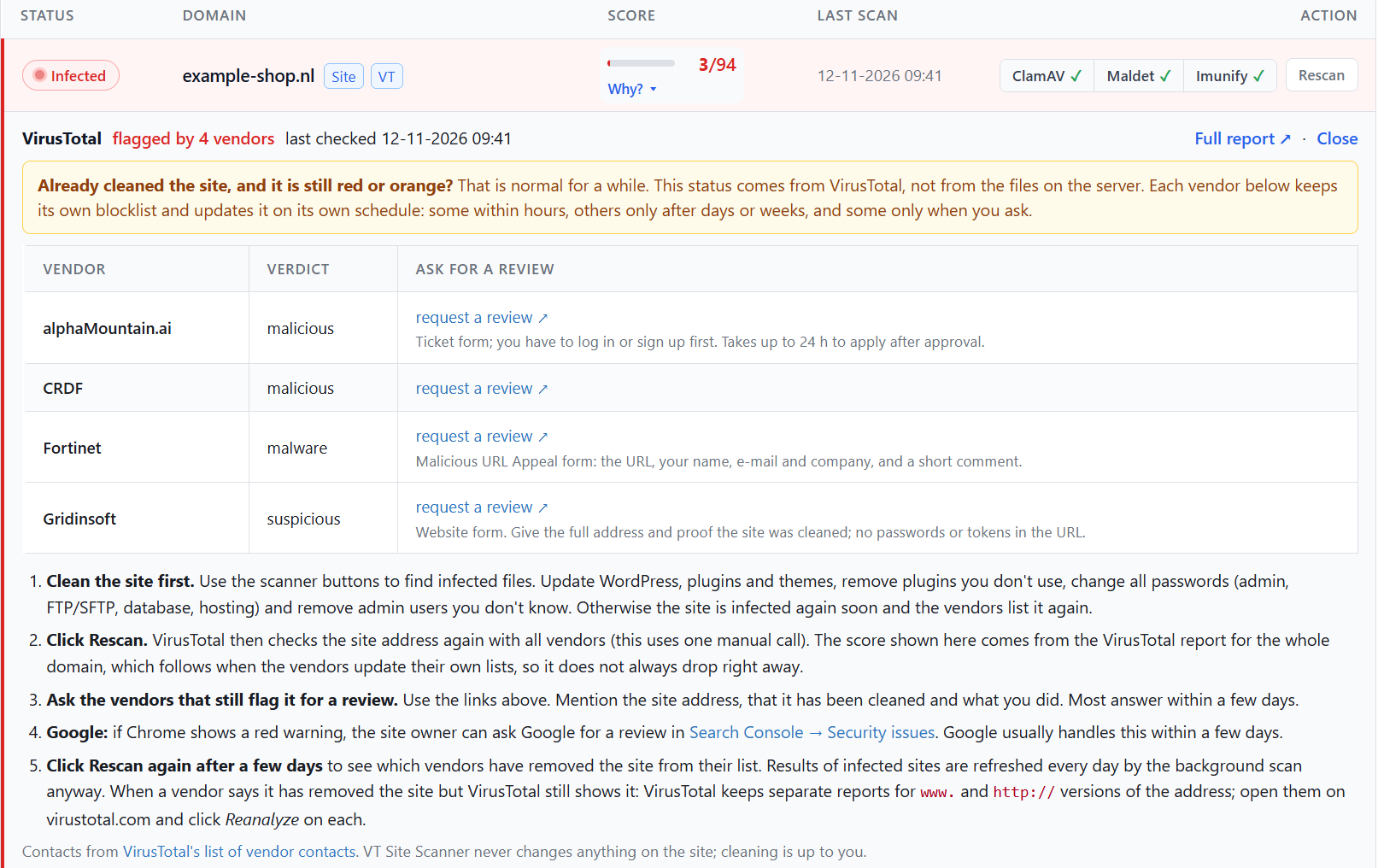 STATUS DOMAIN SCORE LAST SCAN ACTION
Infected example-shop.nl Site VT 3/94 12-11-2026 09:41 ClamAV ✓ Maldet ✓ Imunify ✓ Rescan
Why? ▾
VirusTotal flagged by 4 vendors last checked 12-11-2026 09:41 Full report ↗ · Close
Already cleaned the site, and it is still red or orange? That is normal for a while. This status comes from VirusTotal, not from the files on the server. Each vendor below keeps
its own blocklist and updates it on its own schedule: some within hours, others only after days or weeks, and some only when you ask.
VENDOR VERDICT ASK FOR A REVIEW
alphaMountain.ai malicious request a review ↗
Ticket form; you have to log in or sign up first. Takes up to 24 h to apply after approval.
CRDF malicious request a review ↗
Fortinet malware request a review ↗
Malicious URL Appeal form: the URL, your name, e-mail and company, and a short comment.
Gridinsoft suspicious request a review ↗
Website form. Give the full address and proof the site was cleaned; no passwords or tokens in the URL.
1. Clean the site first. Use the scanner buttons to find infected files. Update WordPress, plugins and themes, remove plugins you don't use, change all passwords (admin,
FTP/SFTP, database, hosting) and remove admin users you don't know. Otherwise the site is infected again soon and the vendors list it again.
2. Click Rescan. VirusTotal then checks the site address again with all vendors (this uses one manual call). The score shown here comes from the VirusTotal report for the whole
domain, which follows when the vendors update their own lists, so it does not always drop right away.
3. Ask the vendors that still flag it for a review. Use the links above. Mention the site address, that it has been cleaned and what you did. Most answer within a few days.
4. Google: if Chrome shows a red warning, the site owner can ask Google for a review in Search Console → Security issues. Google usually handles this within a few days.
5. Click Rescan again after a few days to see which vendors have removed the site from their list. Results of infected sites are refreshed every day by the background scan
anyway. When a vendor says it has removed the site but VirusTotal still shows it: VirusTotal keeps separate reports for www. and http:// versions of the address; open them on
virustotal.com and click Reanalyze on each.
Contacts from VirusTotal's list of vendor contacts. VT Site Scanner never changes anything on the site; cleaning is up to you.